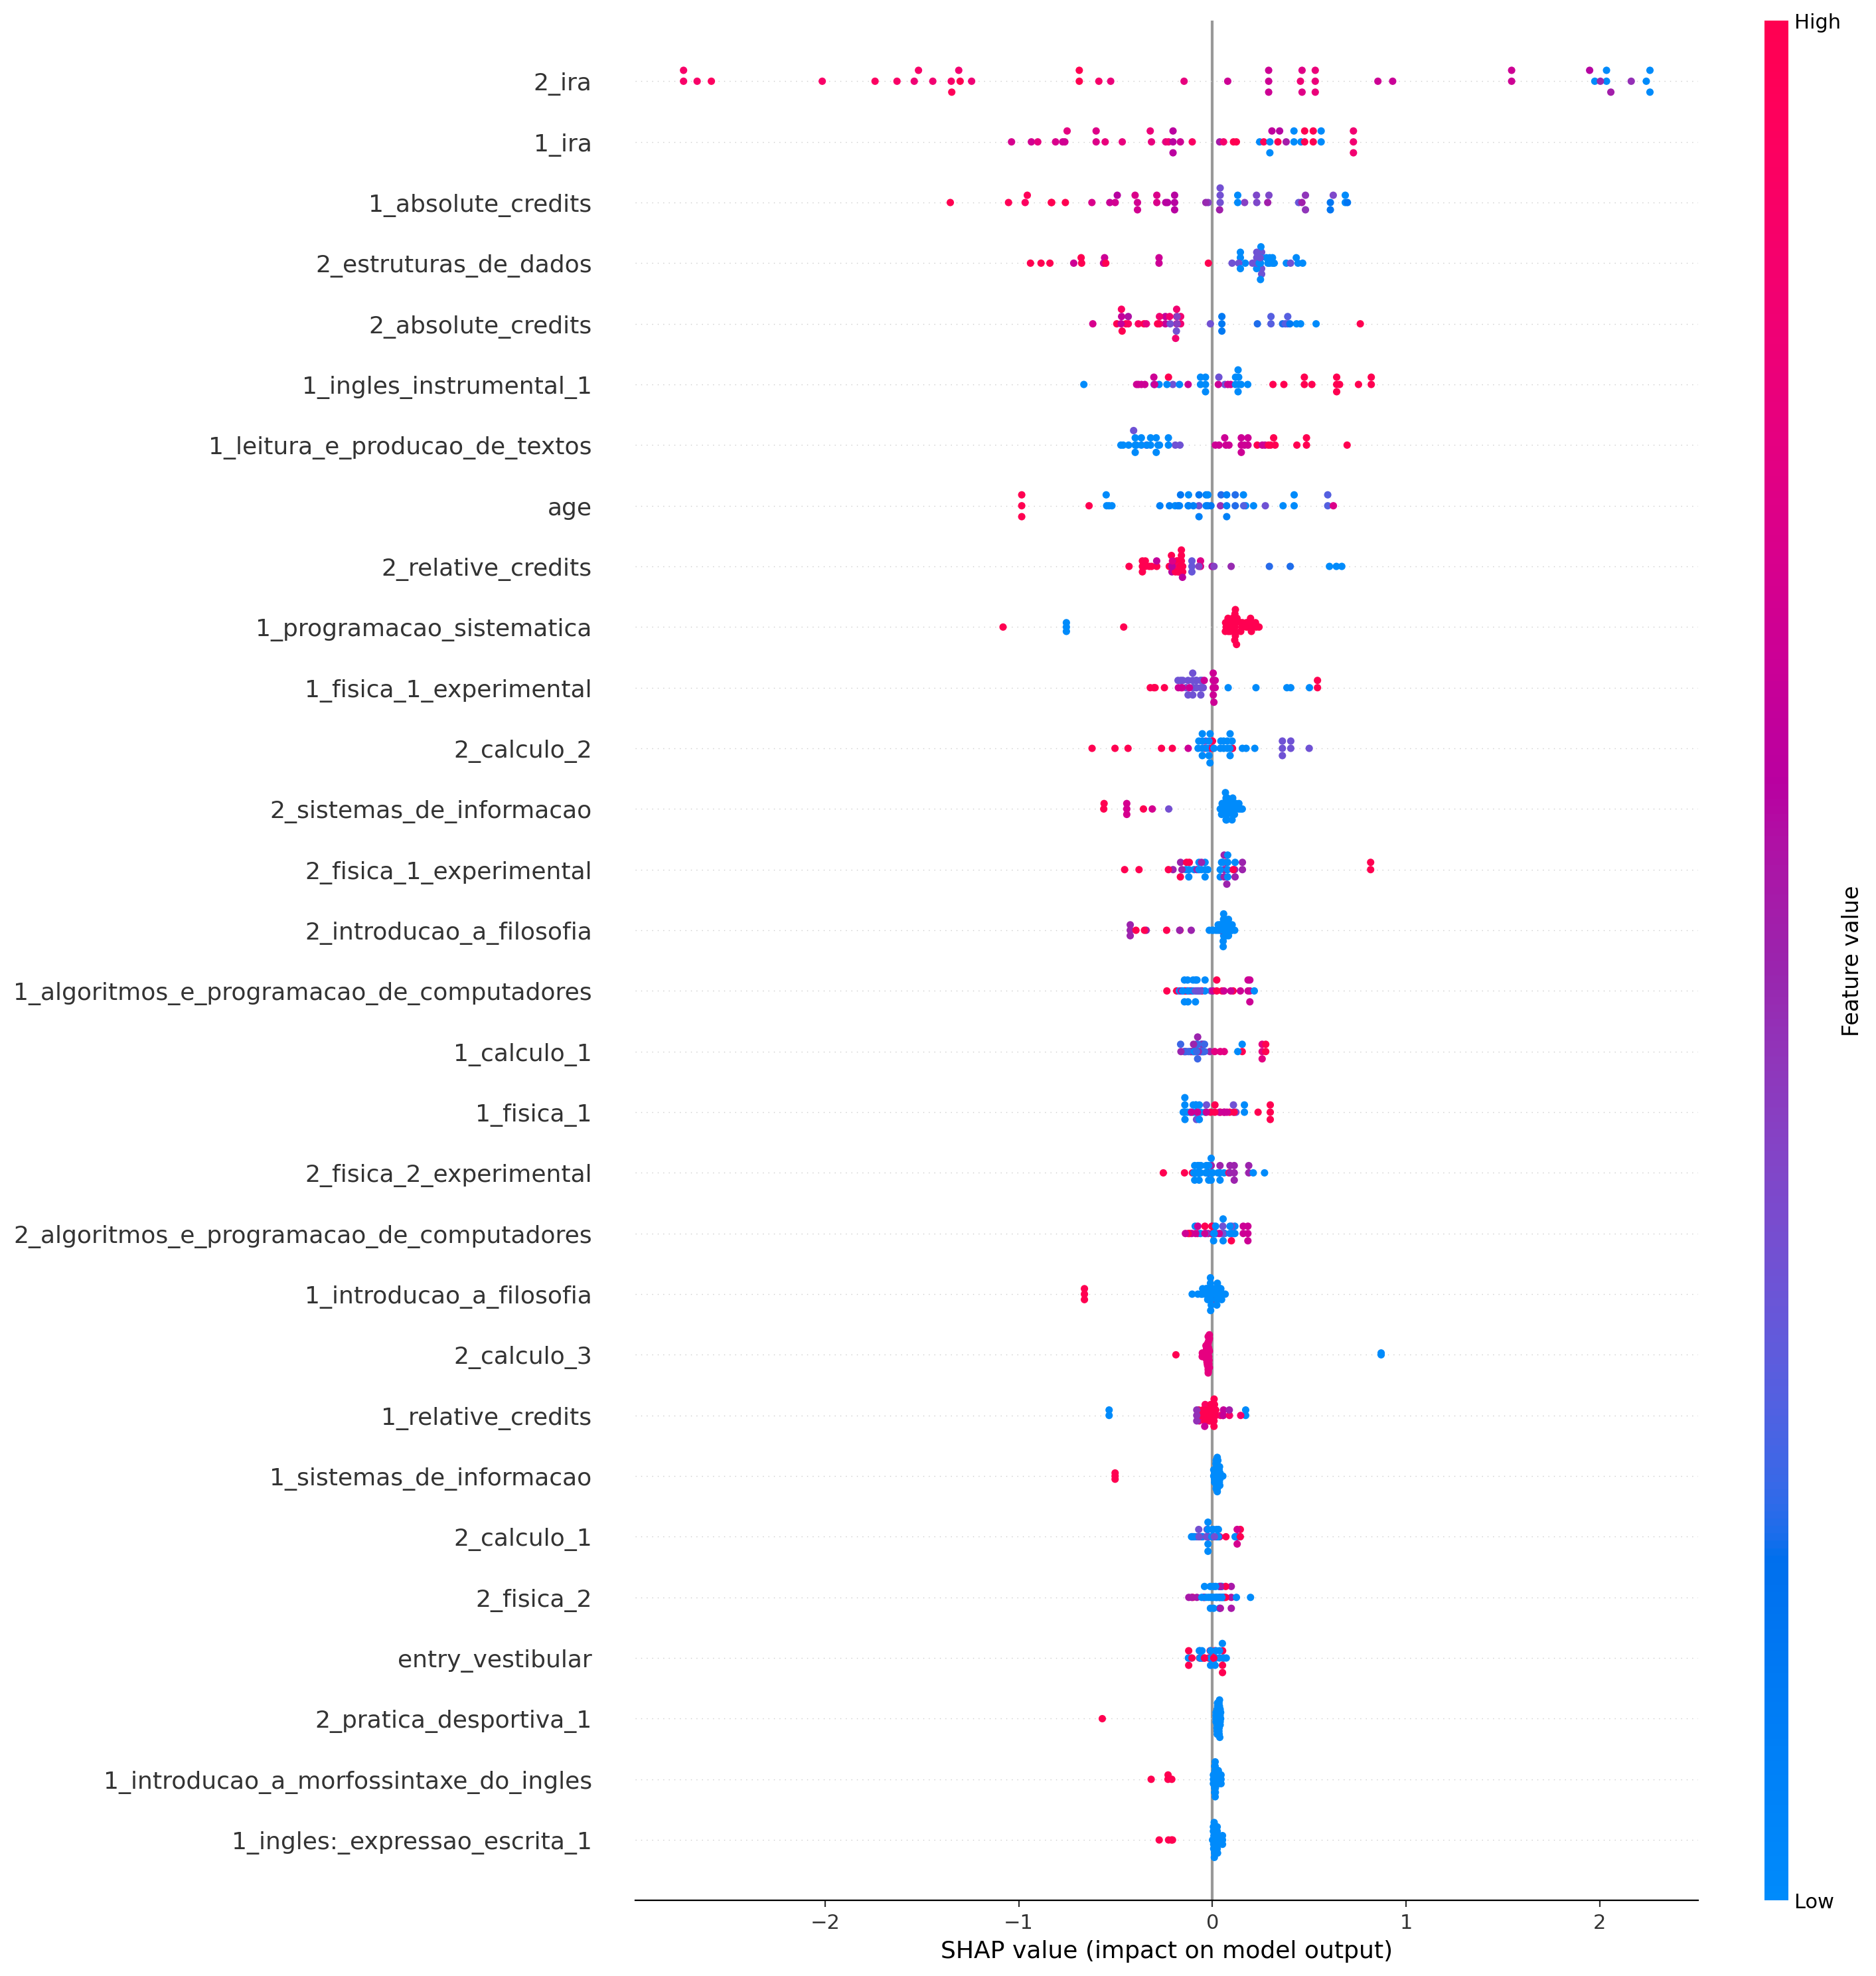 High
2_ira
1_ira
1_absolute_credits
2_estruturas_de_dados
2_absolute_credits
1_ingles_instrumental_1
1_leitura_e_producao_de_textos
age
2_relative_credits
1_programacao_sistematica
1_fisica_1_experimental
2_calculo_2
2_sistemas_de_informacao
2_fisica_1_experimental
2_introducao_a_filosofia
1_algoritmos_e_programacao_de_computadores
1_calculo_1
1_fisica_1
2_fisica_2_experimental
2_algoritmos_e_programacao_de_computadores
1_introducao_a_filosofia
2_calculo_3
1_relative_credits
1_sistemas_de_informacao
2_calculo_1
2_fisica_2
entry_vestibular
2_pratica_desportiva_1
1_introducao_a_morfossintaxe_do_ingles
1_ingles:_expressao_escrita_1
Feature value
Low
−2 −1 0 1 2
SHAP value (impact on model output)